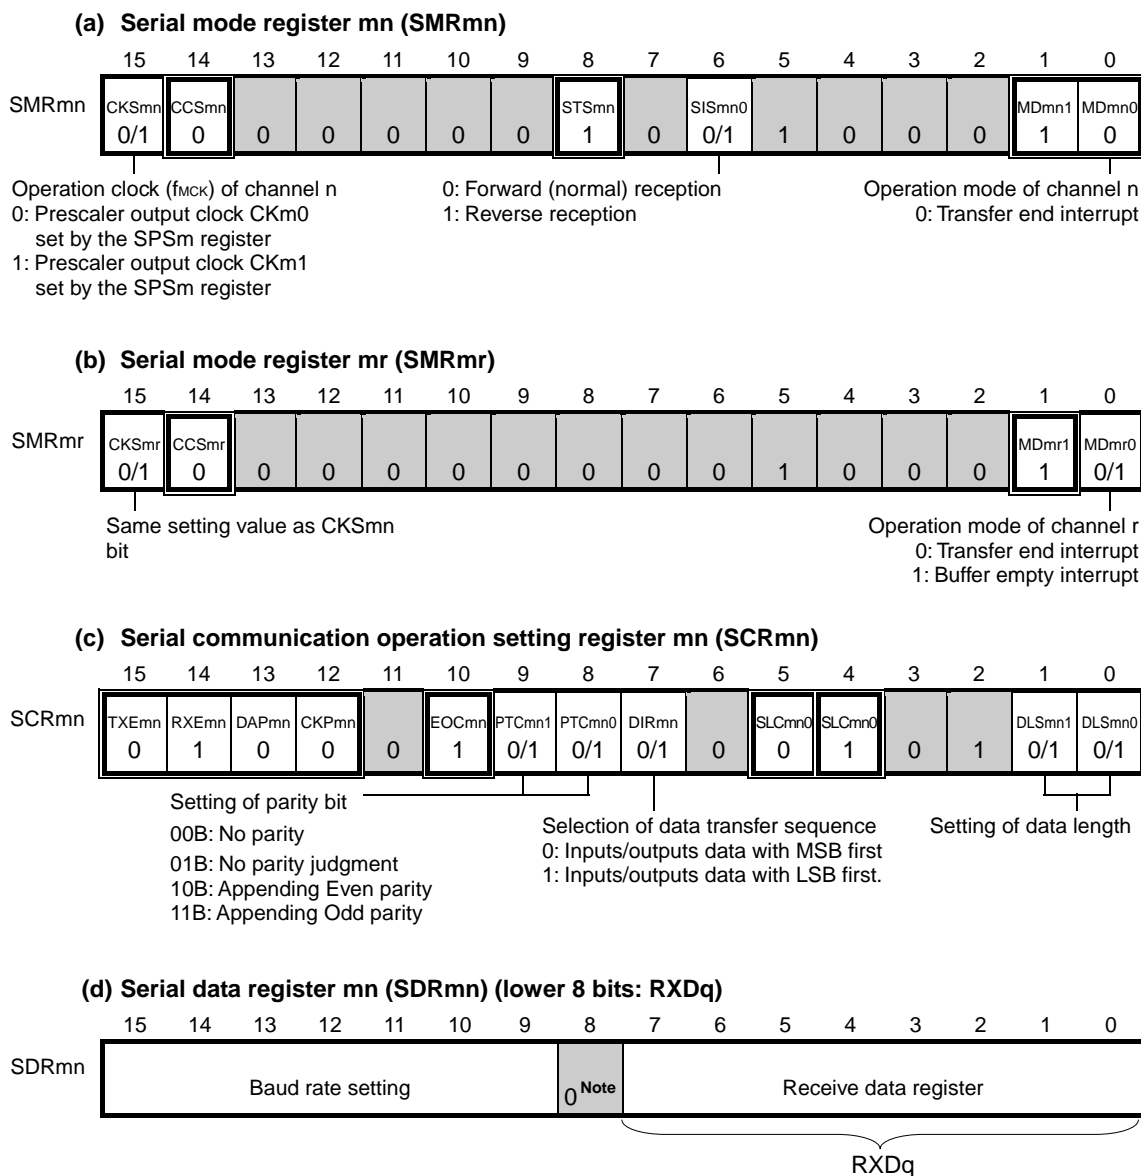 (a) Serial mode register mn (SMRmn)
15 14 13 12 11 10 9 8 7 6 5 4 3 2 1 0
SMRmn
CKSmn CCSmn STSmn SISmn0 MDmn1 MDmn0
0/1 0 0 0 0 0 0 1 0 0/1 1 0 0 0 1 0
Operation clock (fMCK) of channel n
0: Prescaler output clock CKm0
set by the SPSm register
1: Prescaler output clock CKm1
set by the SPSm register
0: Forward (normal) reception
1: Reverse reception
Operation mode of channel n
0: Transfer end interrupt
(b) Serial mode register mr (SMRmr)
15 14 13 12 11 10 9 8 7 6 5 4 3 2 1 0
SMRmr
CKSmr CCSmr MDmr1 MDmr0
0/1 0 0 0 0 0 0 0 0 0 1 0 0 0 1 0/1
Same setting value as CKSmn
bit
Operation mode of channel r
0: Transfer end interrupt
1: Buffer empty interrupt
(c) Serial communication operation setting register mn (SCRmn)
15 14 13 12 11 10 9 8 7 6 5 4 3 2 1 0
SCRmn
TXEmn RXEmn DAPmn CKPmn EOCmn PTCmn1 PTCmn0 DIRmn SLCmn0 SLCmn0 DLSmn1 DLSmn0
0 1 0 0 0 1 0/1 0/1 0/1 0 0 1 0 1 0/1 0/1
Setting of parity bit
00B: No parity
01B: No parity judgment
10B: Appending Even parity
11B: Appending Odd parity
Selection of data transfer sequence
0: Inputs/outputs data with MSB first
1: Inputs/outputs data with LSB first.
Setting of data length
(d) Serial data register mn (SDRmn) (lower 8 bits: RXDq)
15 14 13 12 11 10 9 8 7 6 5 4 3 2 1 0
SDRmn
Baud rate setting
0 Note
Receive data register
RXDq